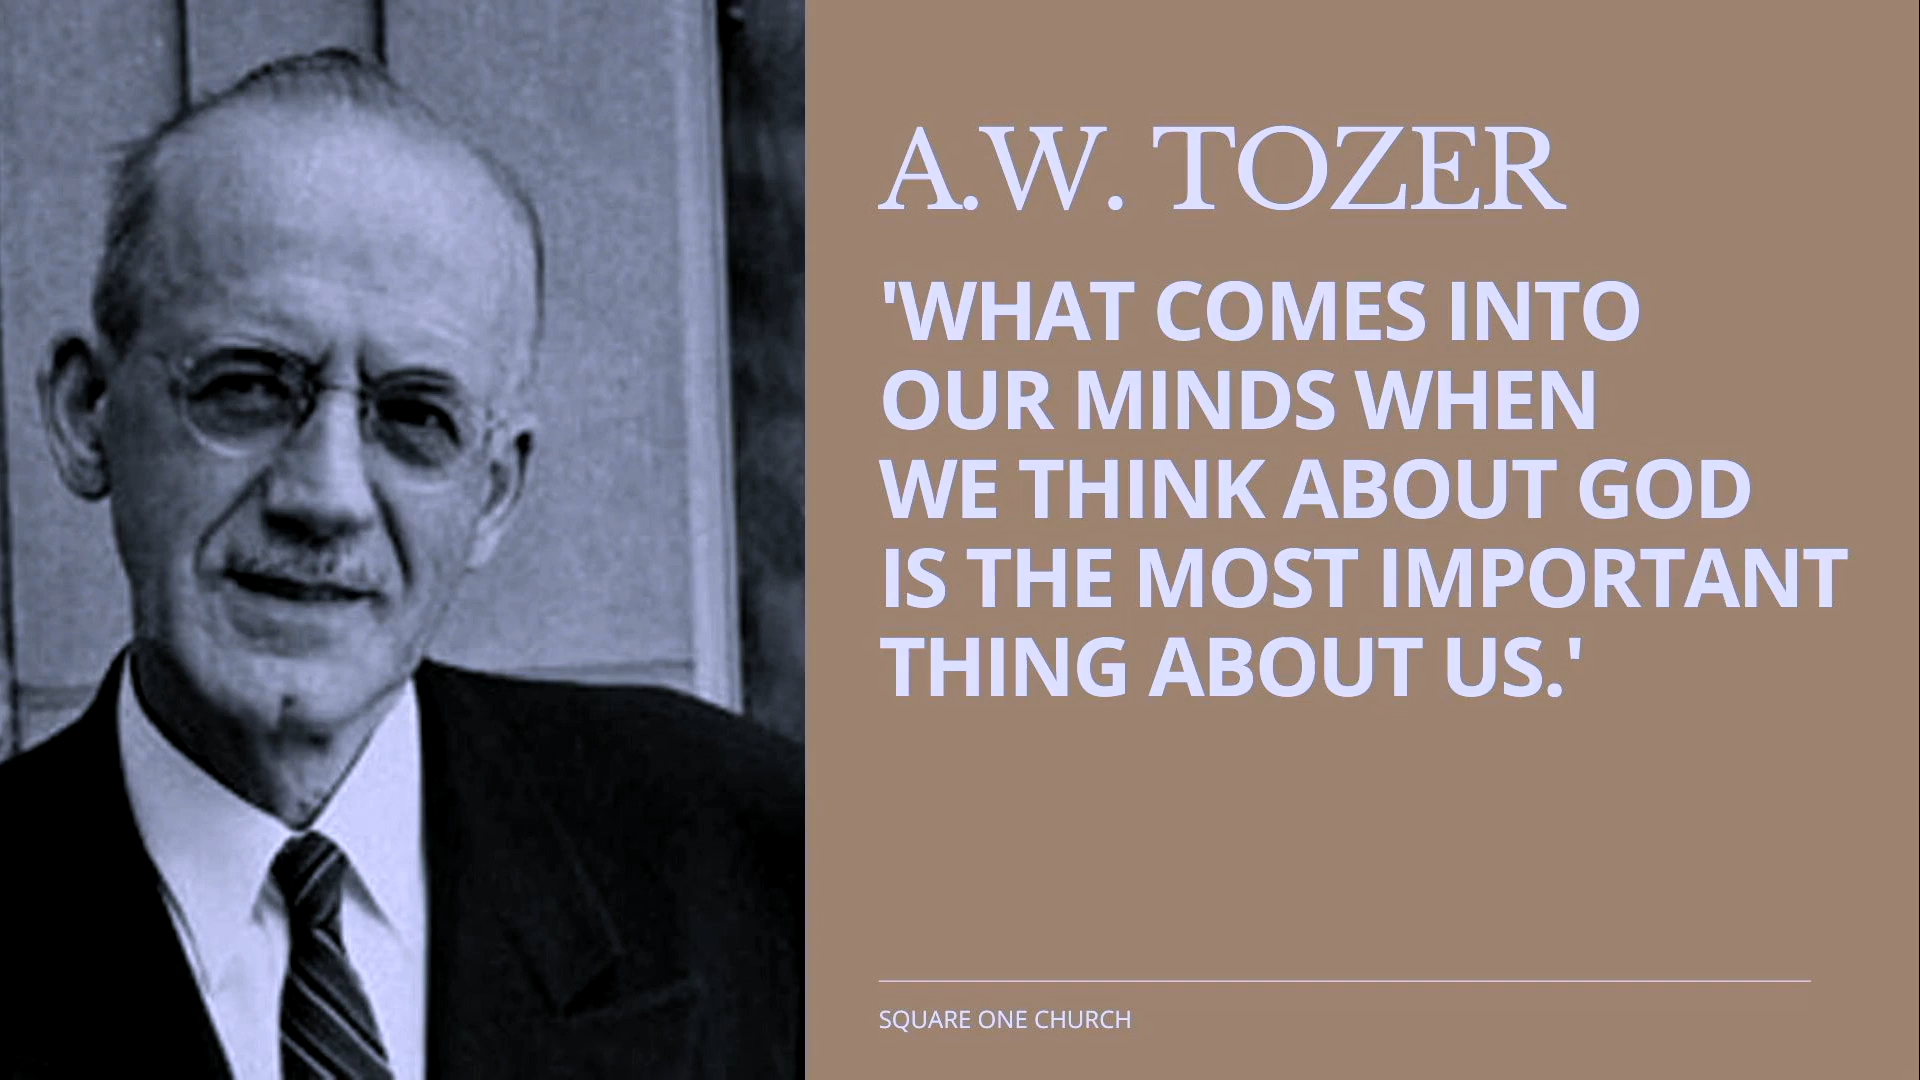 A.W. TOZER
'WHAT COMES INTO
OUR MINDS WHEN
WE THINK ABOUT GOD
IS THE MOST IMPORTANT
THING ABOUT US.'
SQUARE ONE CHURCH